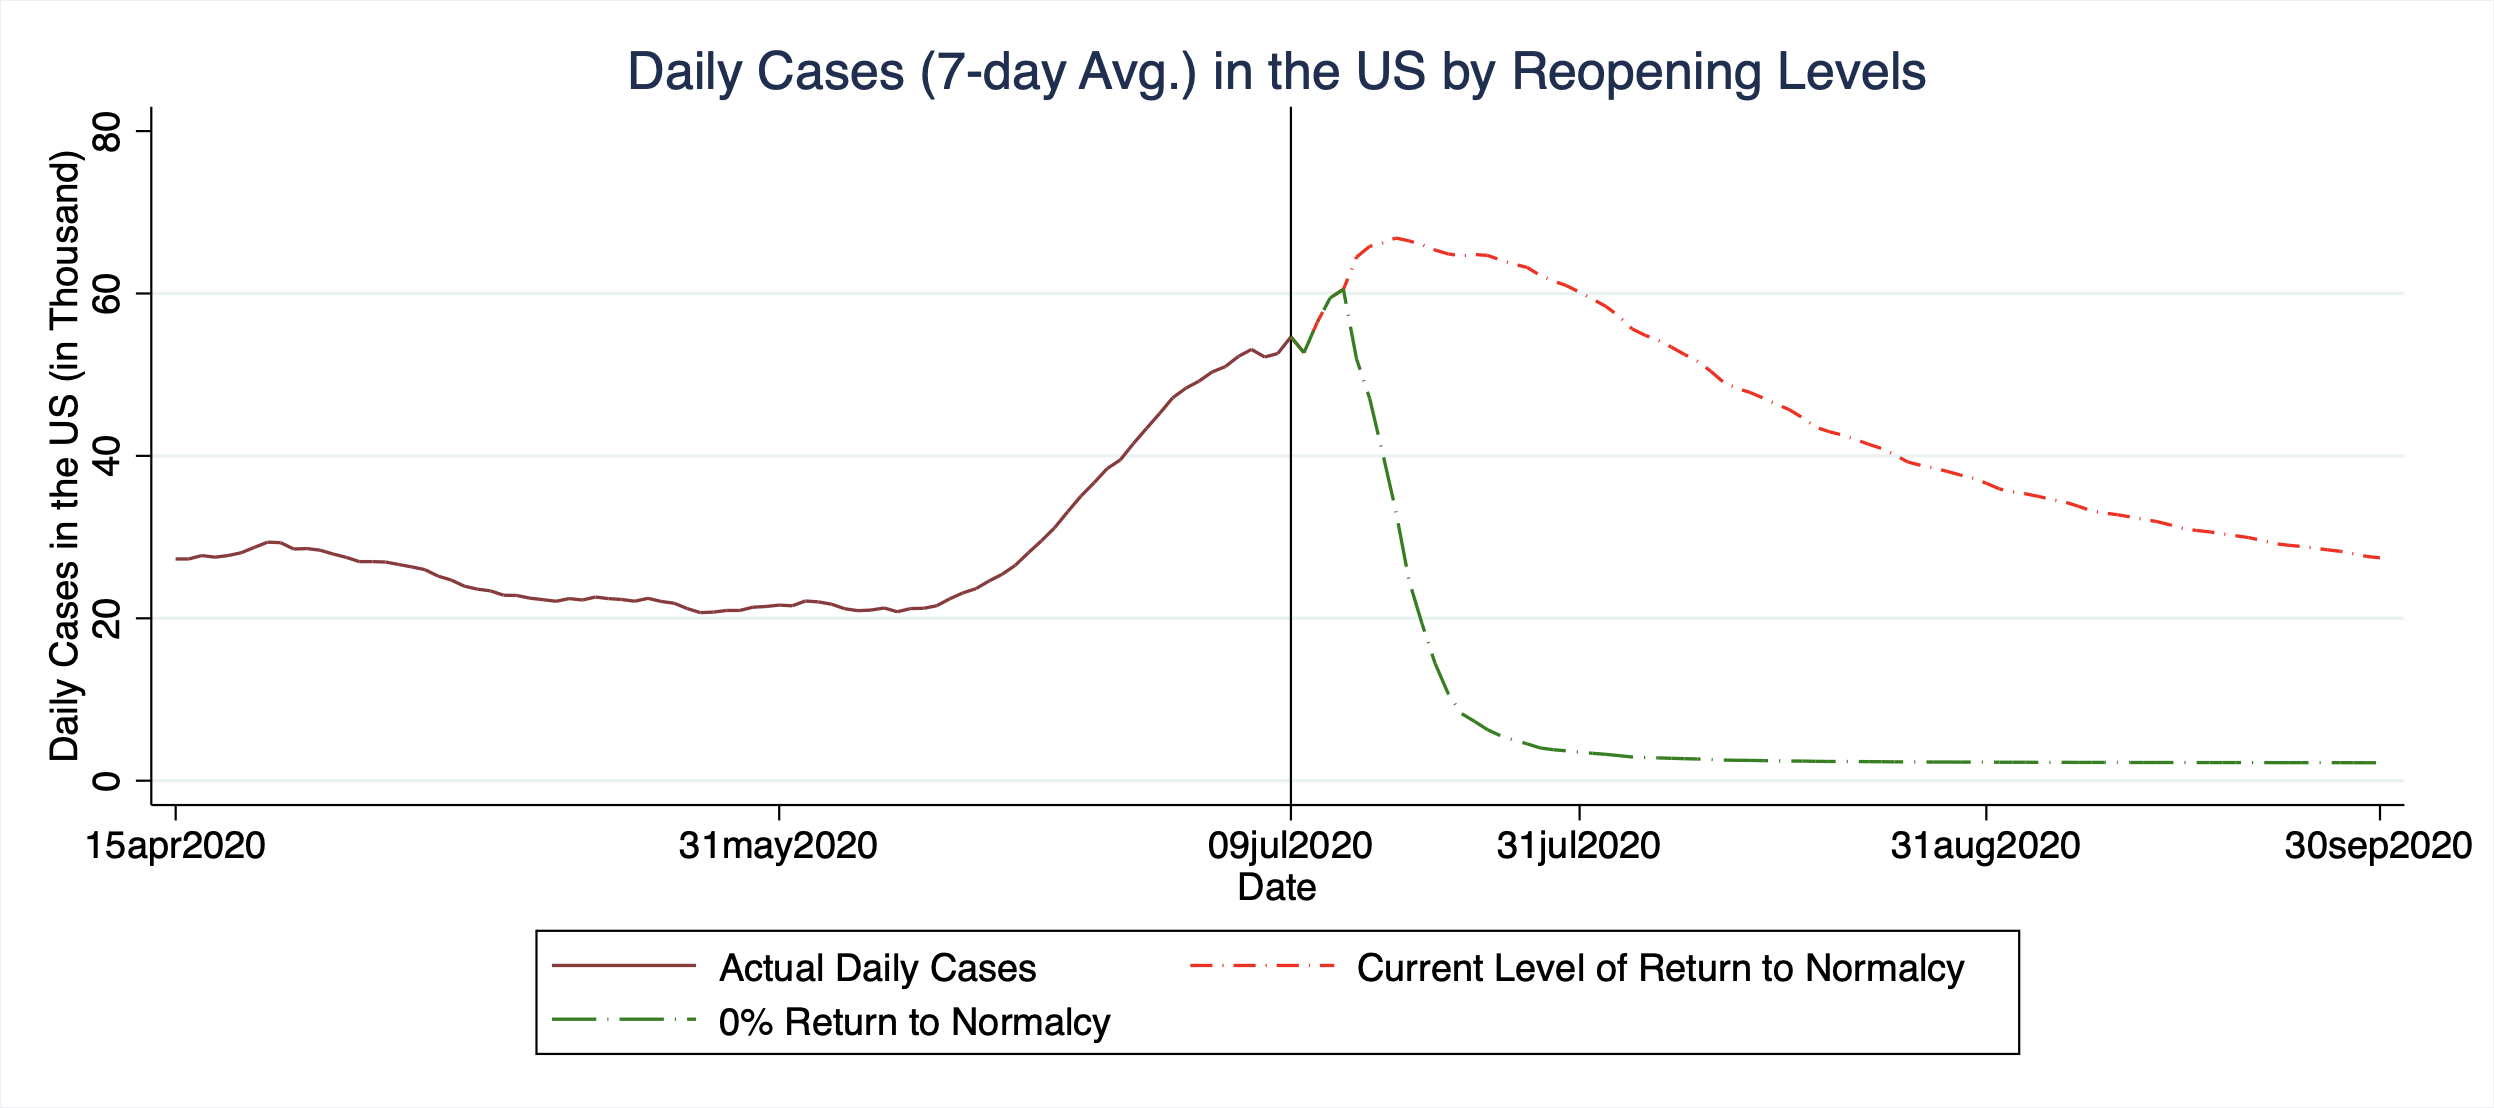 Daily Cases (7-day Avg.) in the US by Reopening Levels
Daily Cases in the US (in Thousand)
80
60
40
20
0
15apr2020 31may2020 09jul2020 31jul2020 31aug2020 30sep2020
Date
Actual Daily Cases Current Level of Return to Normalcy
0% Return to Normalcy